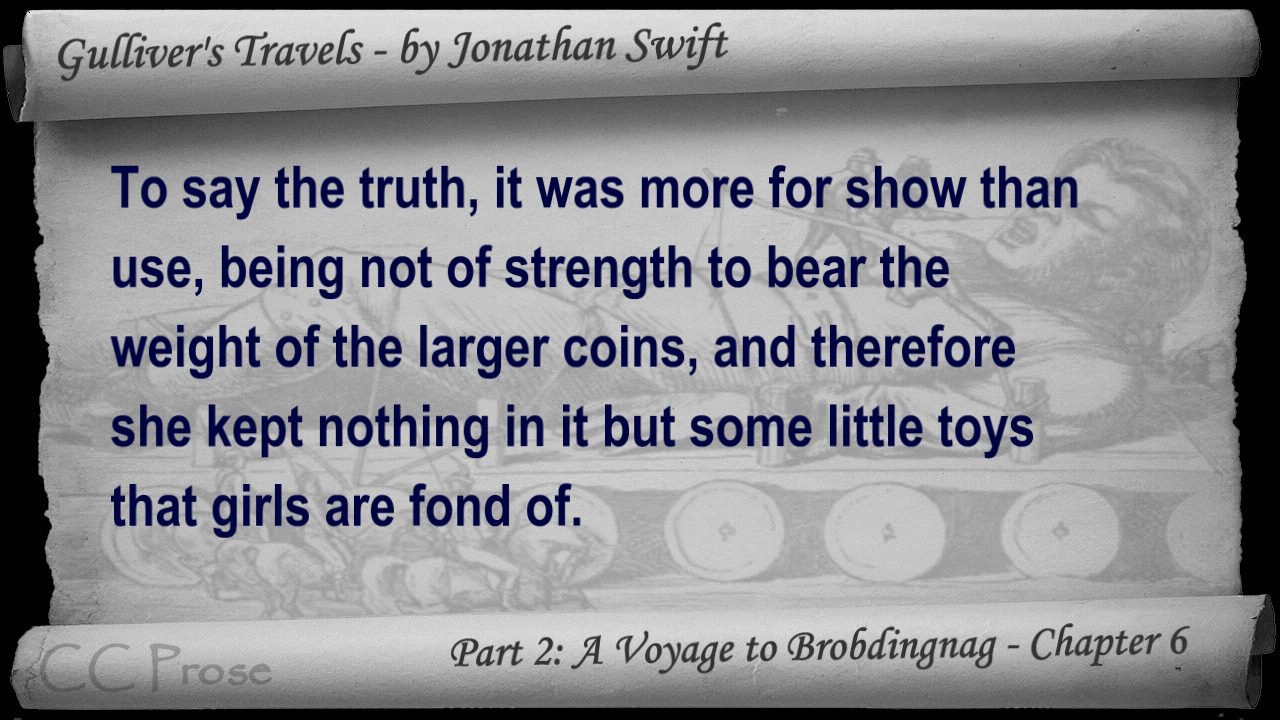 Gulliver's Travels - by Jonathan Swift
To say the truth, it was more for show than
use, being not of strength to bear the
weight of the larger coins, and therefore
she kept nothing in it but some little toys
that girls are fond of.
Part 2: A Voyage to Brobdingnag - Chapter 6
CC Prose